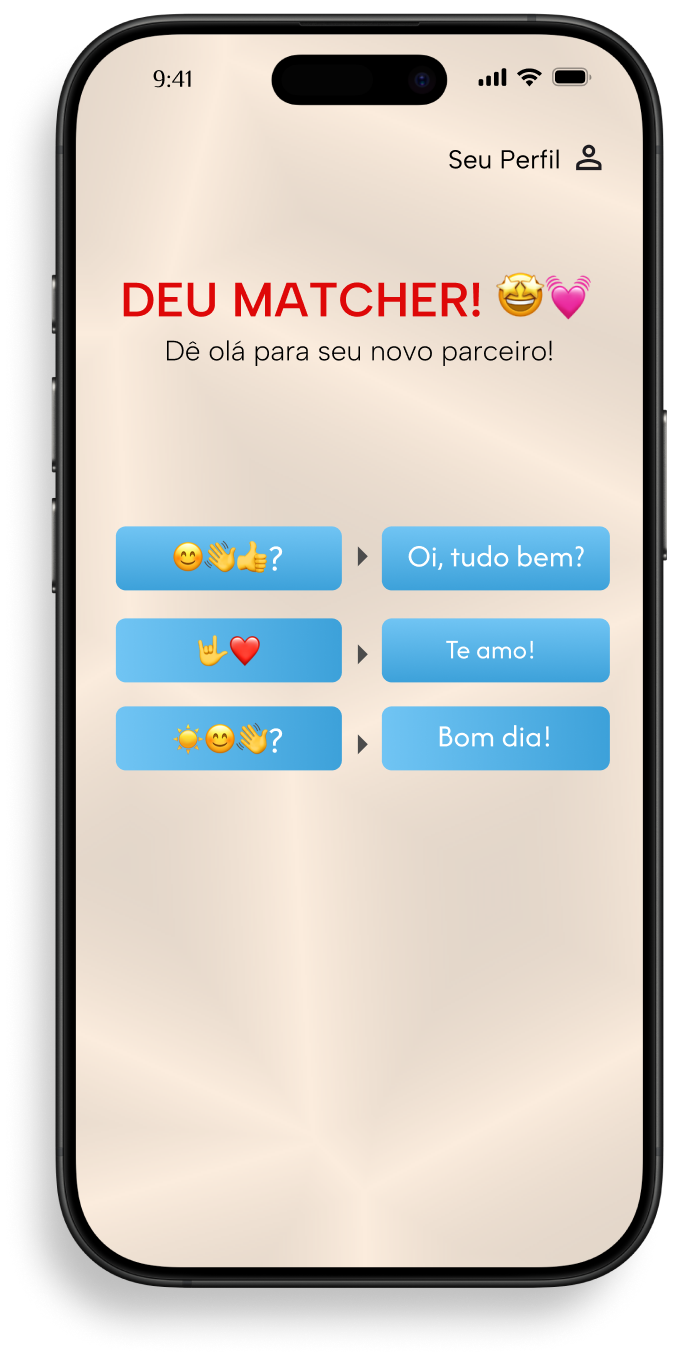 9:41
Seu Perfil
DEU MATCHER! 🤩💓
Dê olá para seu novo parceiro!
😊👋👍? Oi, tudo bem?
🤟❤️ Te amo!
☀️😊👋? Bom dia!